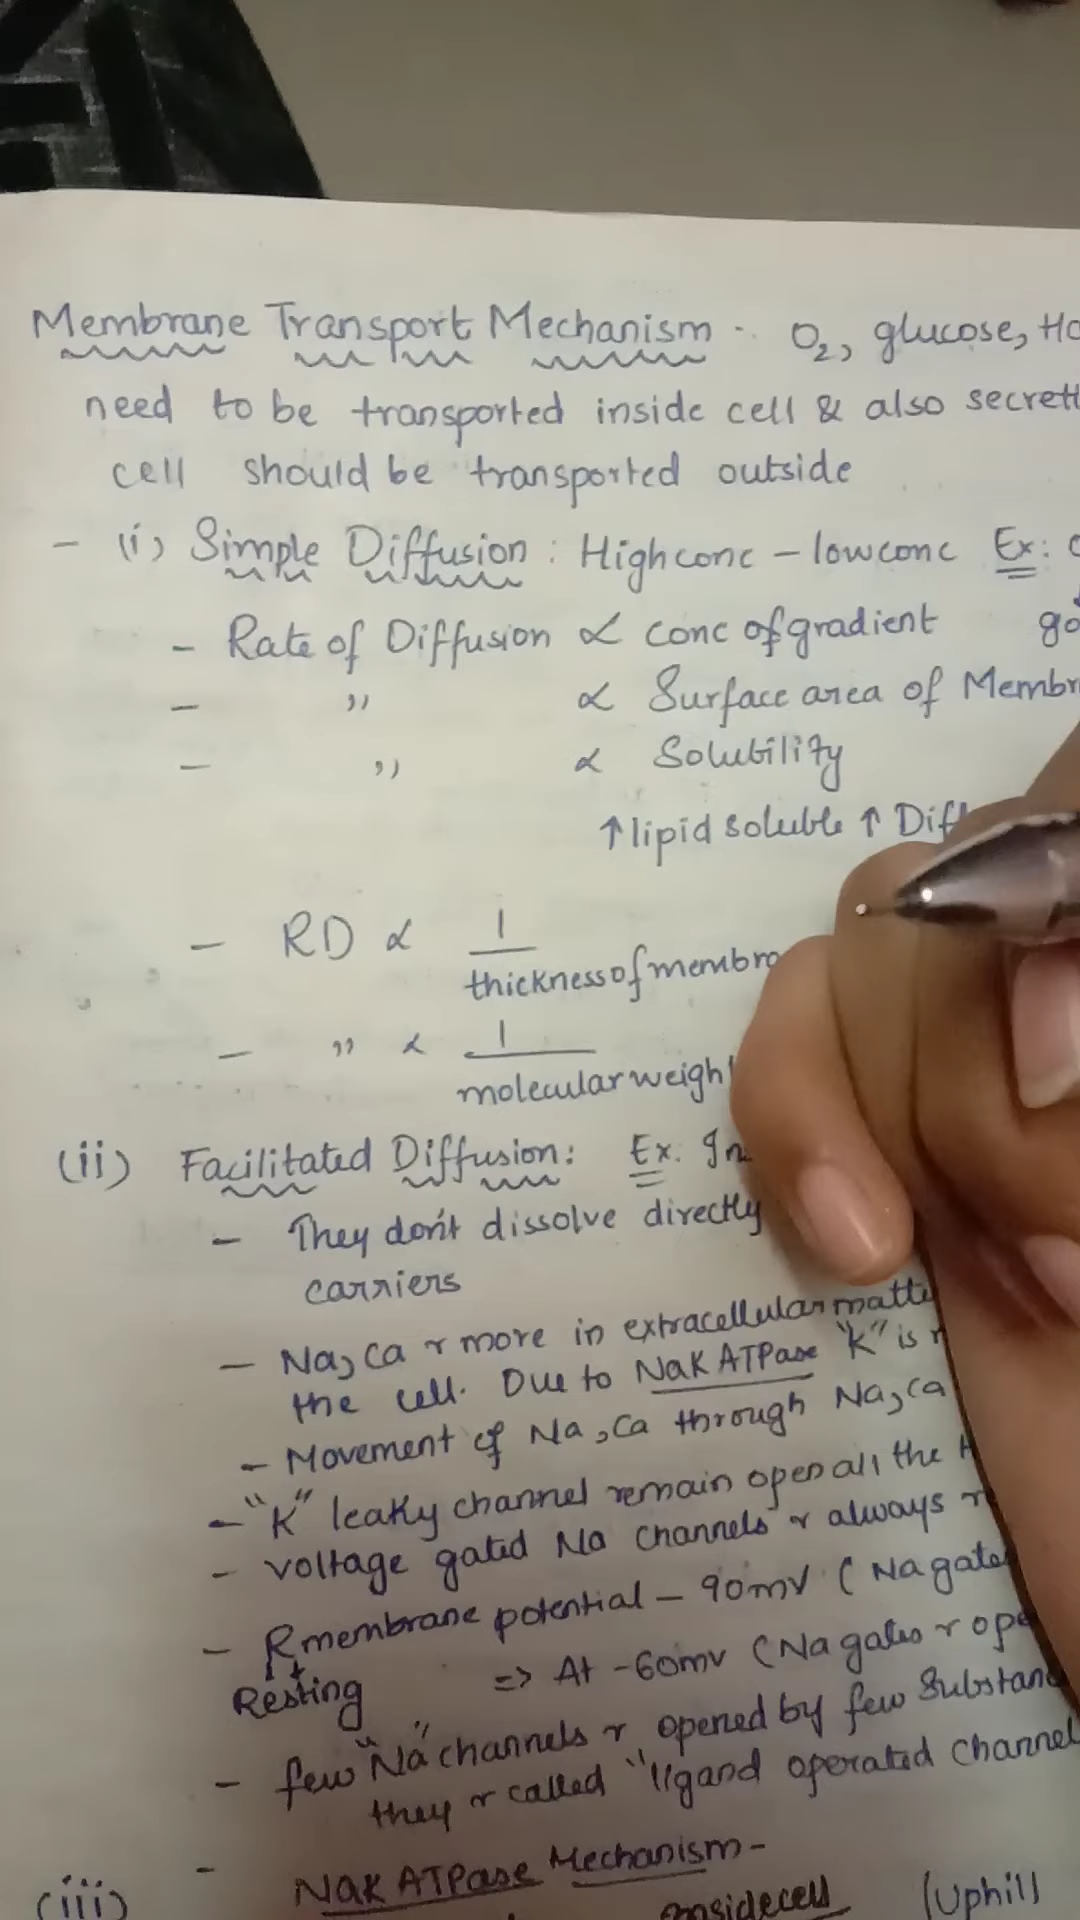 Membrane Transport Mechanism - O2, glucose, H
need to be transported inside cell & also secret
cell should be transported outside
- (i) Simple Diffusion : High conc - low conc Ex:
- Rate of Diffusion ∝ conc of gradient go
- ,, ∝ Surface area of Membr
- ,, ∝ Solubility
↑ lipid soluble ↑ Diff
- RD ∝ 1
thickness of membra
- ,, ∝ 1
molecular weigh
(ii) Facilitated Diffusion: Ex. In
- They don't dissolve directly
carriers
- Na, Ca r more in extracellular matte
the cell. Due to NaK ATPase "K" is
- Movement of Na, Ca through Na, Ca
- "K" leaky channel remain open all the
- voltage gated Na channels r always
- R membrane potential - 90mV ( Na gate
Resting => At -60mv (Na gates r ope
- few "Na" channels r opened by few Substan
they r called "ligand operated channel
- NaK ATPase Mechanism-
(iii) insidecell (Uphill